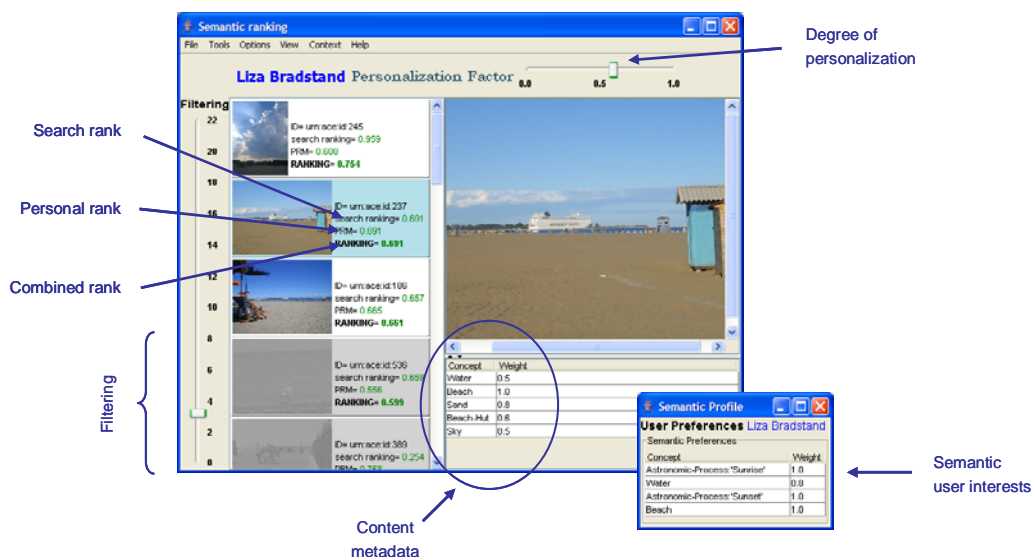 Semantic ranking
File Tools Options View Context Help
Degree of
personalization
Liza Bradstand Personalization Factor
0.0 0.5 1.0
Filtering
22
20
18
16
14
12
10
8
6
4
2
0
ID= urn:ace:id:245
search ranking= 0.959
PRM= 0.600
RANKING= 0.754
Search rank
Personal rank
Combined rank
ID= urn:ace:id:237
search ranking= 0.691
PRM= 0.691
RANKING= 0.691
ID= urn:ace:id:186
search ranking= 0.657
PRM= 0.665
RANKING= 0.661
Filtering
ID= urn:ace:id:536
search ranking= 0.659
PRM= 0.556
RANKING= 0.599
ID= urn:ace:id:389
search ranking= 0.254
PRM= 0.768
Concept Weight
Water 0.5
Beach 1.0
Sand 0.8
Beach-Hut 0.6
Sky 0.5
Content
metadata
Semantic Profile
User Preferences Liza Bradstand
Semantic Preferences
Concept Weight
Astronomic-Process:'Sunrise' 1.0
Water 0.8
Astronomic-Process:'Sunset' 1.0
Beach 1.0
Semantic
user interests